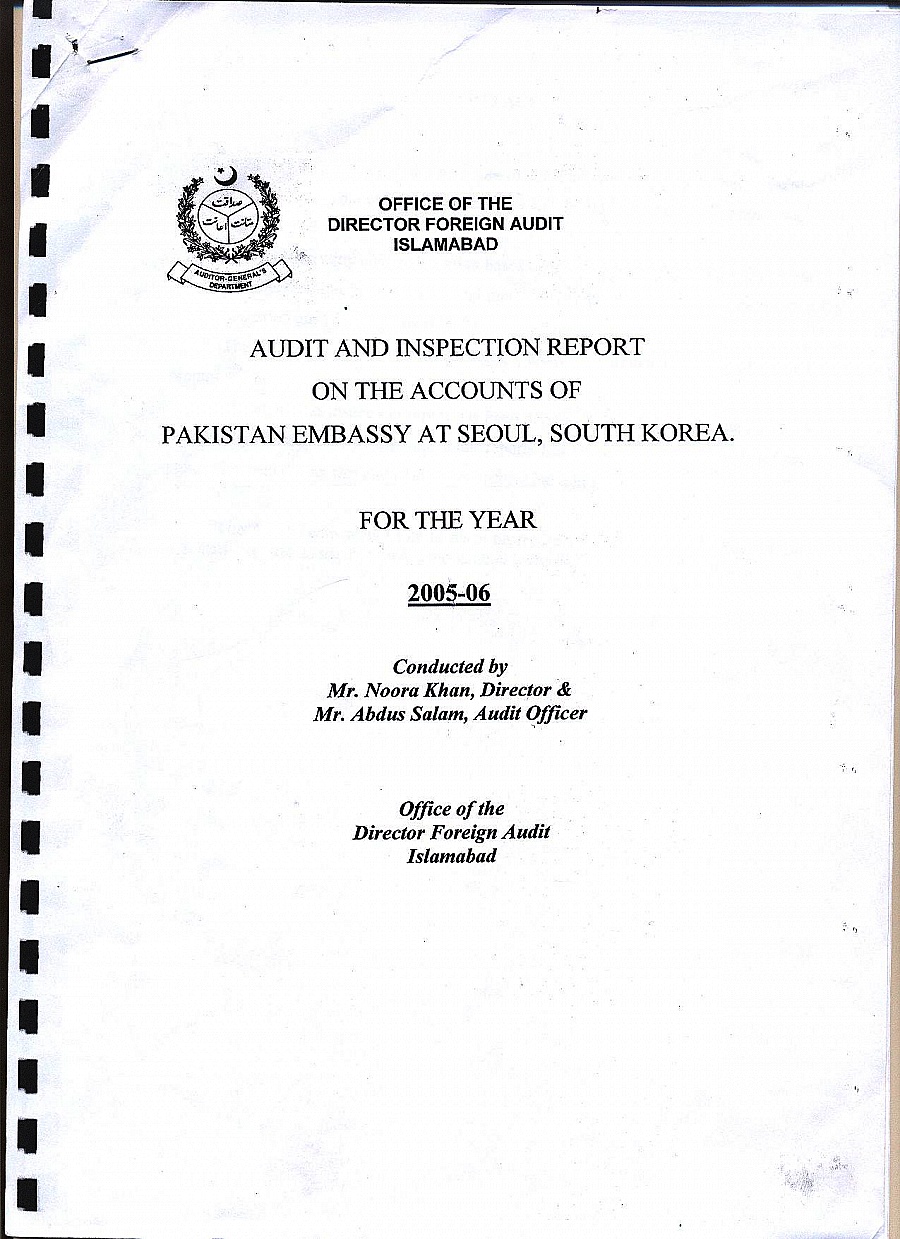 صداقت
متانت اعانت
AUDITOR-GENERAL'S
DEPARTMENT
OFFICE OF THE
DIRECTOR FOREIGN AUDIT
ISLAMABAD
AUDIT AND INSPECTION REPORT
ON THE ACCOUNTS OF
PAKISTAN EMBASSY AT SEOUL, SOUTH KOREA.
FOR THE YEAR
2005-06
Conducted by
Mr. Noora Khan, Director &
Mr. Abdus Salam, Audit Officer
Office of the
Director Foreign Audit
Islamabad